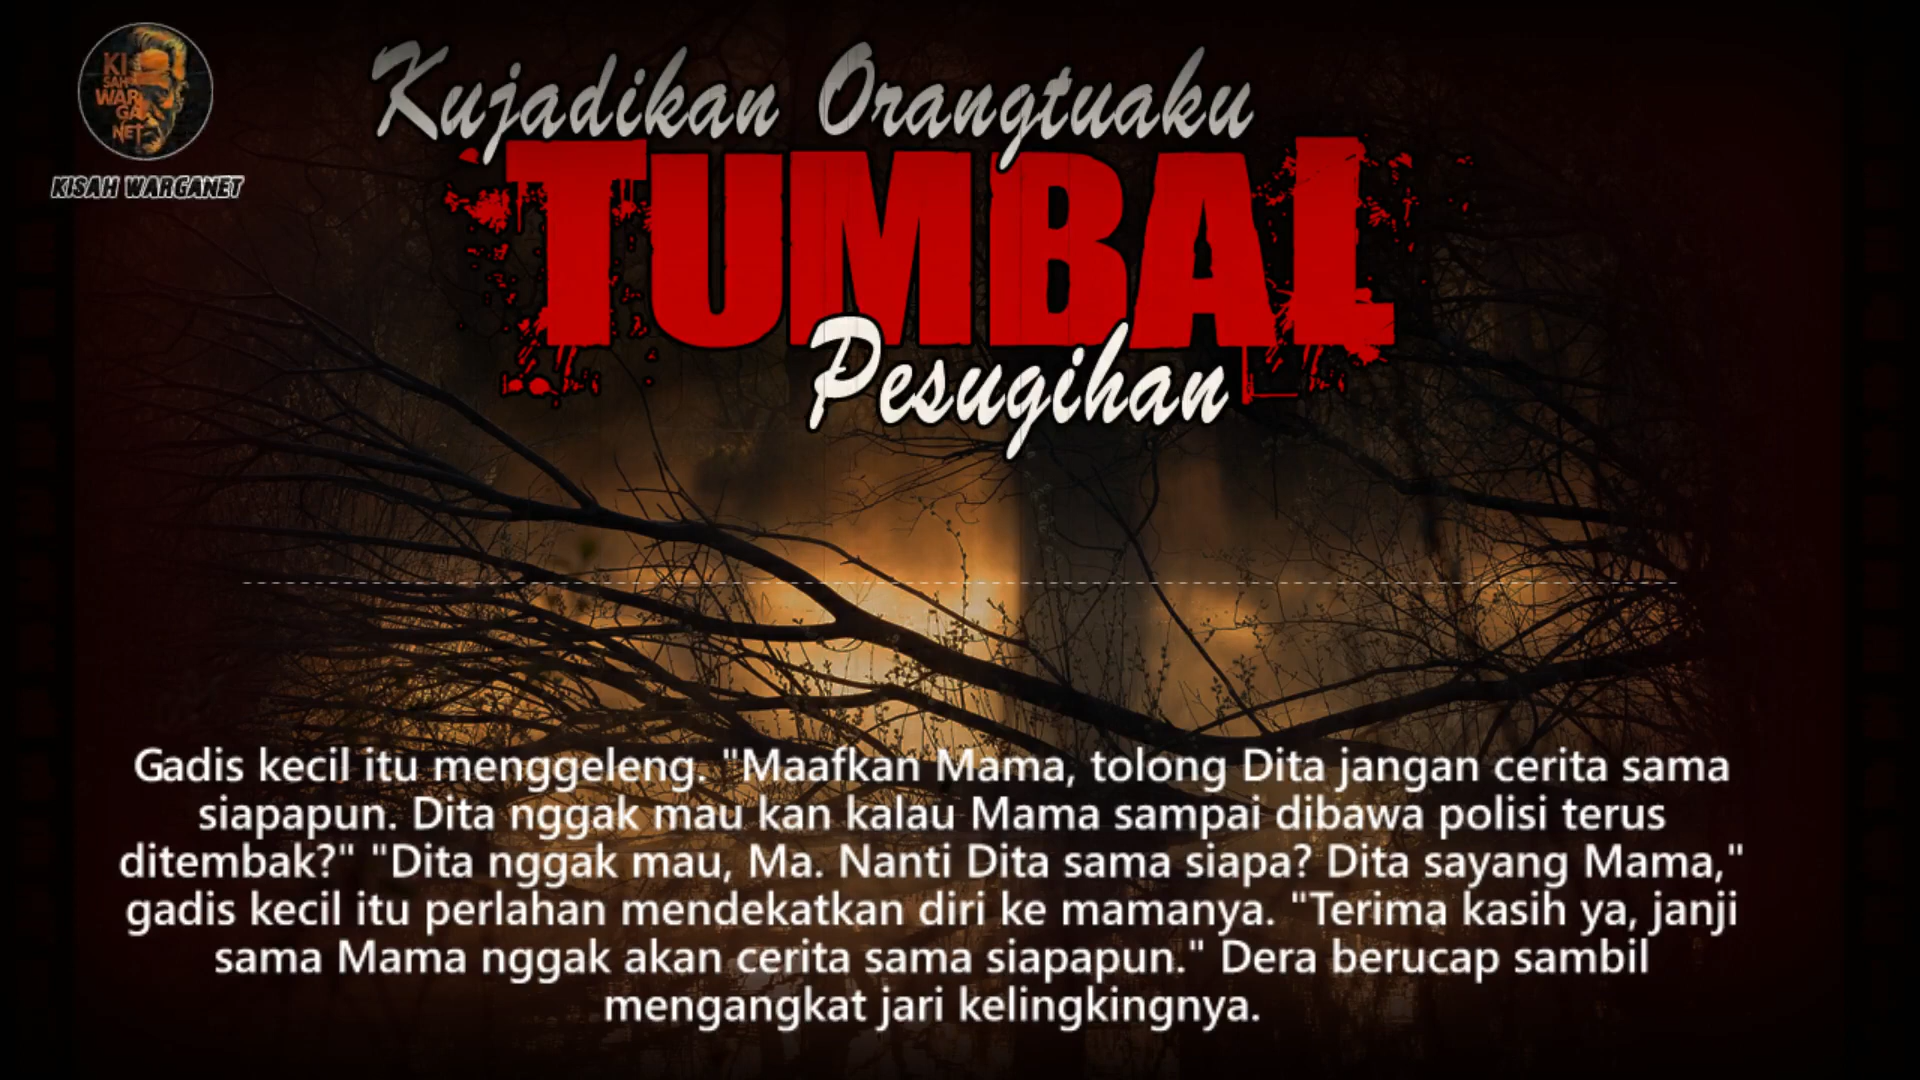 KI
SAH
WAR
GA
NET
KISAH WARGANET
Kujadikan Orangtuaku
TUMBAL
Pesugihan
Gadis kecil itu menggeleng. "Maafkan Mama, tolong Dita jangan cerita sama
siapapun. Dita nggak mau kan kalau Mama sampai dibawa polisi terus
ditembak?" "Dita nggak mau, Ma. Nanti Dita sama siapa? Dita sayang Mama,"
gadis kecil itu perlahan mendekatkan diri ke mamanya. "Terima kasih ya, janji
sama Mama nggak akan cerita sama siapapun." Dera berucap sambil
mengangkat jari kelingkingnya.